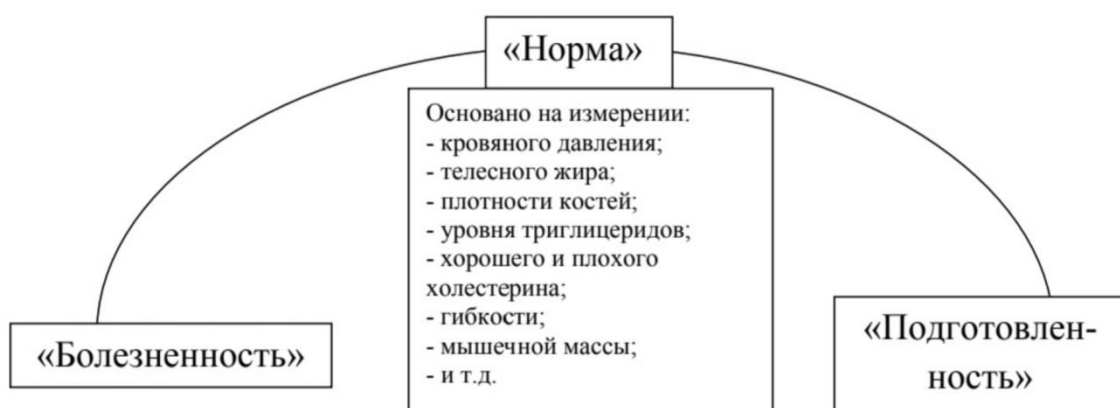 «Норма»
Основано на измерении:
- кровяного давления;
- телесного жира;
- плотности костей;
- уровня триглицеридов;
- хорошего и плохого
холестерина;
- гибкости;
- мышечной массы;
- и т.д.
«Болезненность»
«Подготовлен-
ность»